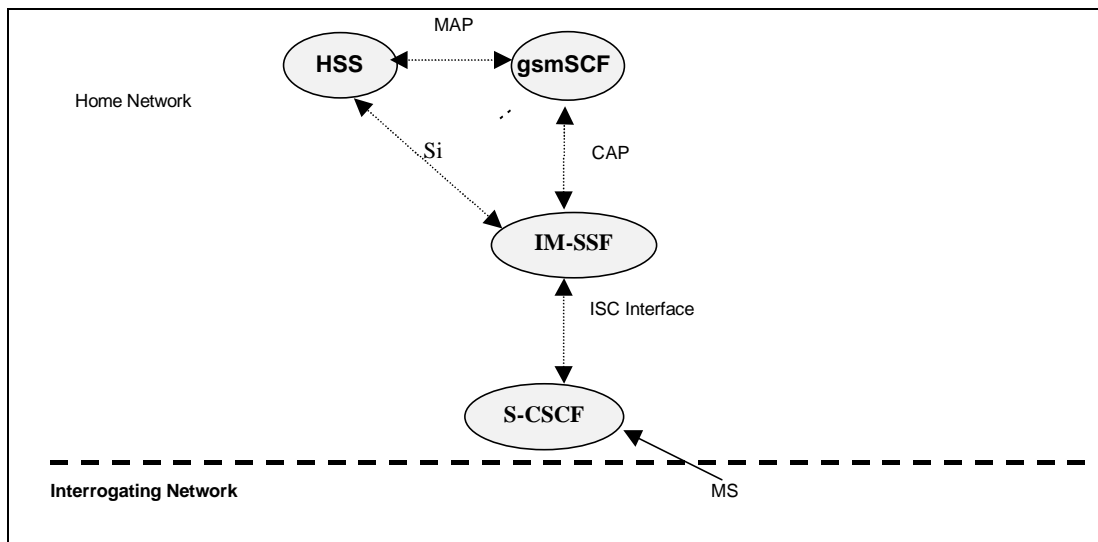 MAP
HSS
gsmSCF
Home Network
Si
CAP
IM-SSF
ISC Interface
S-CSCF
Interrogating Network
MS